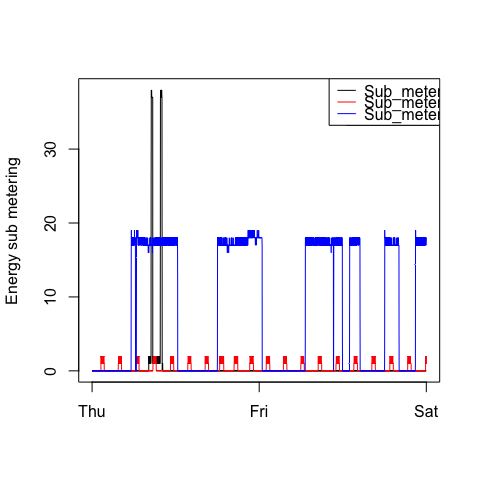 Sub_meter
Sub_meter
Sub_meter
Energy sub metering
30
20
10
0
Thu Fri Sat